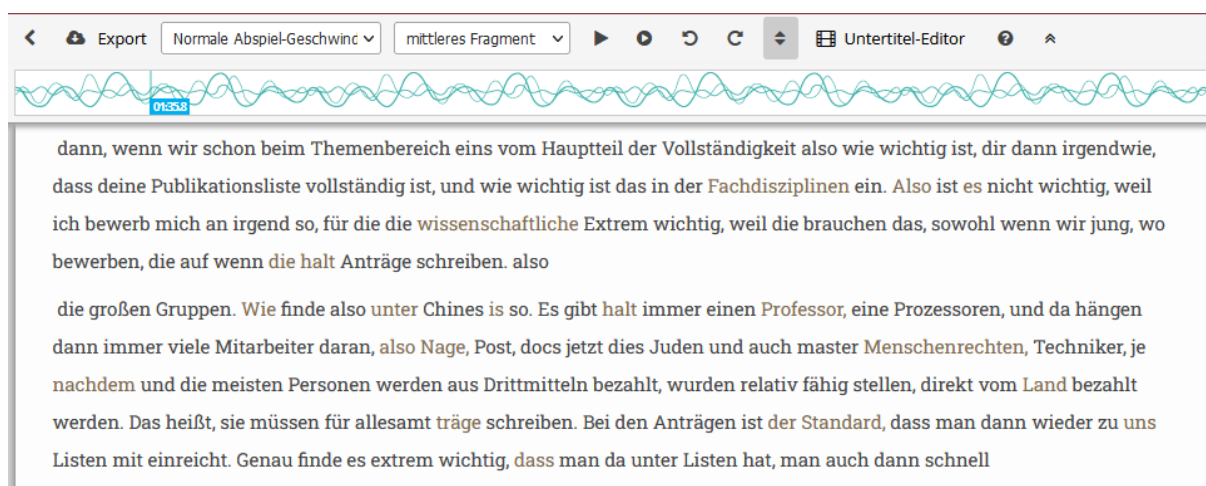 Export Normale Abspiel-Geschwind mittleres Fragment Untertitel-Editor
01:35.8
dann, wenn wir schon beim Themenbereich eins vom Hauptteil der Vollständigkeit also wie wichtig ist, dir dann irgendwie,
dass deine Publikationsliste vollständig ist, und wie wichtig ist das in der Fachdisziplinen ein. Also ist es nicht wichtig, weil
ich bewerb mich an irgend so, für die die wissenschaftliche Extrem wichtig, weil die brauchen das, sowohl wenn wir jung, wo
bewerben, die auf wenn die halt Anträge schreiben. also
die großen Gruppen. Wie finde also unter Chines is so. Es gibt halt immer einen Professor, eine Prozessoren, und da hängen
dann immer viele Mitarbeiter daran, also Nage, Post, docs jetzt dies Juden und auch master Menschenrechten, Techniker, je
nachdem und die meisten Personen werden aus Drittmitteln bezahlt, wurden relativ fähig stellen, direkt vom Land bezahlt
werden. Das heißt, sie müssen für allesamt träge schreiben. Bei den Anträgen ist der Standard, dass man dann wieder zu uns
Listen mit einreicht. Genau finde es extrem wichtig, dass man da unter Listen hat, man auch dann schnell